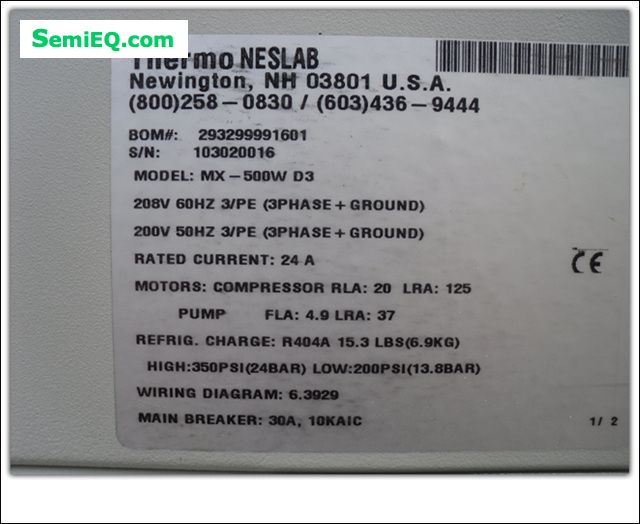 SemiEQ.com
Thermo NESLAB
Newington, NH 03801 U.S.A.
(800)258-0830 / (603)436-9444
BOM#: 293299991601
S/N: 103020016
MODEL: MX-500W D3
208V 60HZ 3/PE (3PHASE + GROUND)
200V 50HZ 3/PE (3PHASE + GROUND)
RATED CURRENT: 24 A
CE
MOTORS: COMPRESSOR RLA: 20 LRA: 125
PUMP FLA: 4.9 LRA: 37
REFRIG. CHARGE: R404A 15.3 LBS(6.9KG)
HIGH:350PSI(24BAR) LOW:200PSI(13.8BAR)
WIRING DIAGRAM: 6.3929
MAIN BREAKER: 30A, 10KAIC
1/ 2